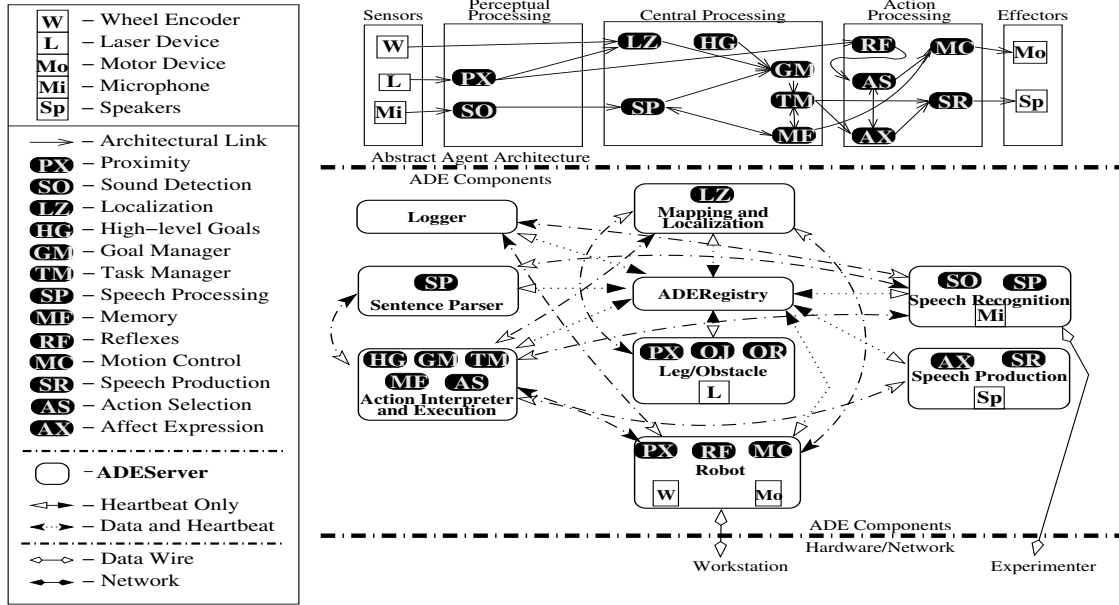 W – Wheel Encoder
L – Laser Device
Mo – Motor Device
Mi – Microphone
Sp – Speakers
– Architectural Link
PX – Proximity
SO – Sound Detection
LZ – Localization
HG – High–level Goals
GM – Goal Manager
TM – Task Manager
SP – Speech Processing
ME – Memory
RF – Reflexes
MC – Motion Control
SR – Speech Production
AS – Action Selection
AX – Affect Expression
– ADEServer
– Heartbeat Only
– Data and Heartbeat
– Data Wire
– Network
Sensors
Perceptual
Processing
Central Processing
Action
Processing
Effectors
W
L
Mi
PX
SO
LZ
HG
GM
SP
TM
ME
RF
MC
AS
SR
AX
Mo
Sp
Abstract Agent Architecture
ADE Components
Logger
LZ
Mapping and
Localization
SP
Sentence Parser
ADERegistry
SO SP
Speech Recognition
Mi
HG GM TM
ME AS
Action Interpreter
and Execution
PX OJ OR
Leg/Obstacle
L
AX SR
Speech Production
Sp
PX RF MC
Robot
W Mo
ADE Components
Hardware/Network
Workstation
Experimenter